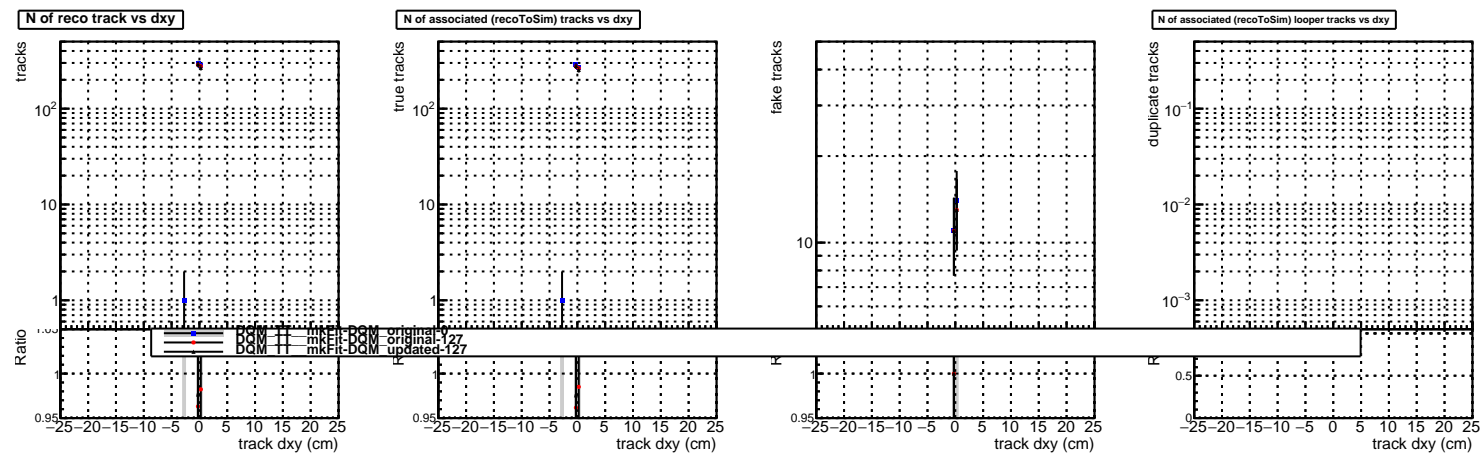 N of reco track vs dxy
tracks
10²
10
1
1.05
Ratio
1
0.95
−25 −20 −15 −10 −5 0 5 10 15 20 25
track dxy (cm)
N of associated (recoToSim) tracks vs dxy
true tracks
10²
10
1
1
0.95
−25 −20 −15 −10 −5 0 5 10 15 20 25
track dxy (cm)
fake tracks
10
1
0.95
−25 −20 −15 −10 −5 0 5 10 15 20 25
track dxy (cm)
N of associated (recoToSim) looper tracks vs dxy
duplicate tracks
10⁻¹
10⁻²
10⁻³
0.5
0
−25 −20 −15 −10 −5 0 5 10 15 20 25
track dxy (cm)
DQM_TT__mkFit-DQM_original-0
DQM_TT__mkFit-DQM_original-127
DQM_TT__mkFit-DQM_updated-127